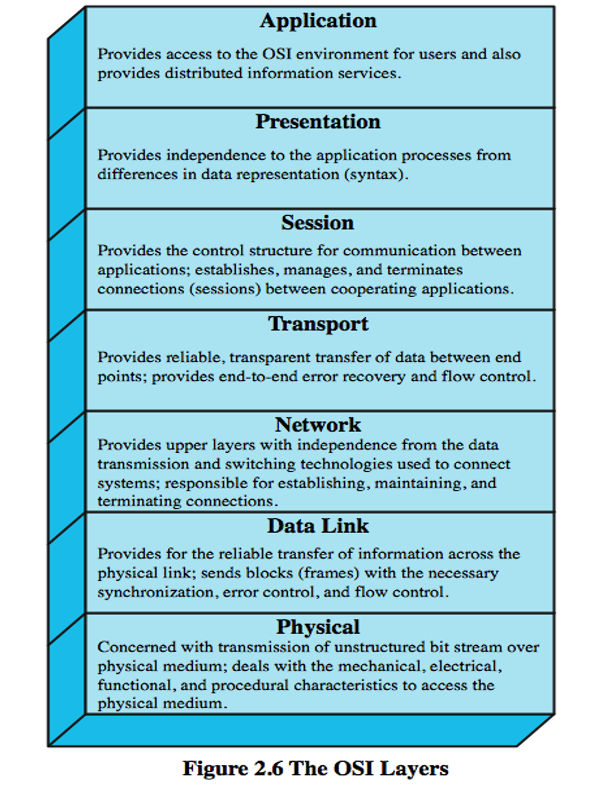 Application
Provides access to the OSI environment for users and also
provides distributed information services.
Presentation
Provides independence to the application processes from
differences in data representation (syntax).
Session
Provides the control structure for communication between
applications; establishes, manages, and terminates
connections (sessions) between cooperating applications.
Transport
Provides reliable, transparent transfer of data between end
points; provides end-to-end error recovery and flow control.
Network
Provides upper layers with independence from the data
transmission and switching technologies used to connect
systems; responsible for establishing, maintaining, and
terminating connections.
Data Link
Provides for the reliable transfer of information across the
physical link; sends blocks (frames) with the necessary
synchronization, error control, and flow control.
Physical
Concerned with transmission of unstructured bit stream over
physical medium; deals with the mechanical, electrical,
functional, and procedural characteristics to access the
physical medium.
Figure 2.6 The OSI Layers